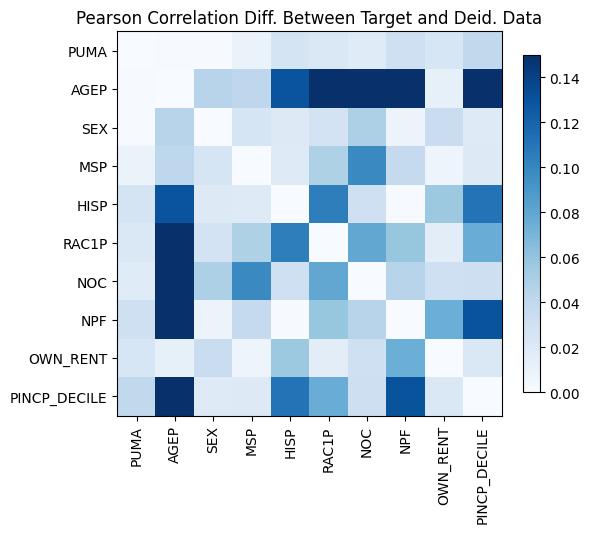 Pearson Correlation Diff. Between Target and Deid. Data
PUMA
AGEP
SEX
MSP
HISP
RAC1P
NOC
NPF
OWN_RENT
PINCP_DECILE
PUMA
AGEP
SEX
MSP
HISP
RAC1P
NOC
NPF
OWN_RENT
PINCP_DECILE
0.14
0.12
0.10
0.08
0.06
0.04
0.02
0.00